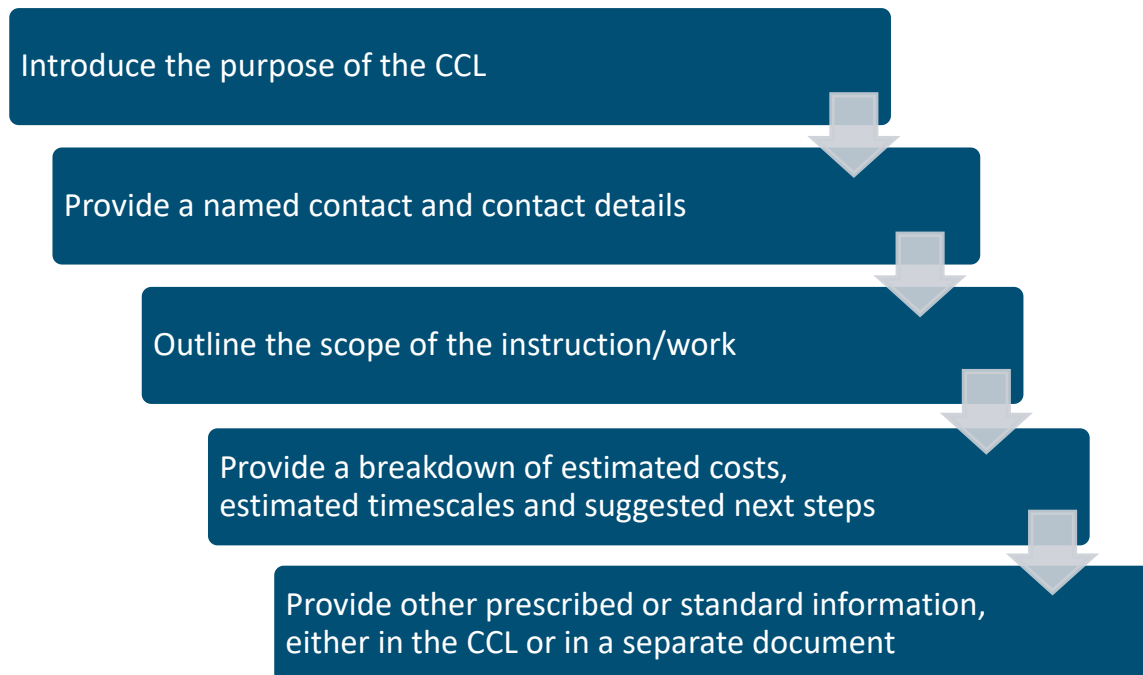 Introduce the purpose of the CCL
Provide a named contact and contact details
Outline the scope of the instruction/work
Provide a breakdown of estimated costs,
estimated timescales and suggested next steps
Provide other prescribed or standard information,
either in the CCL or in a separate document